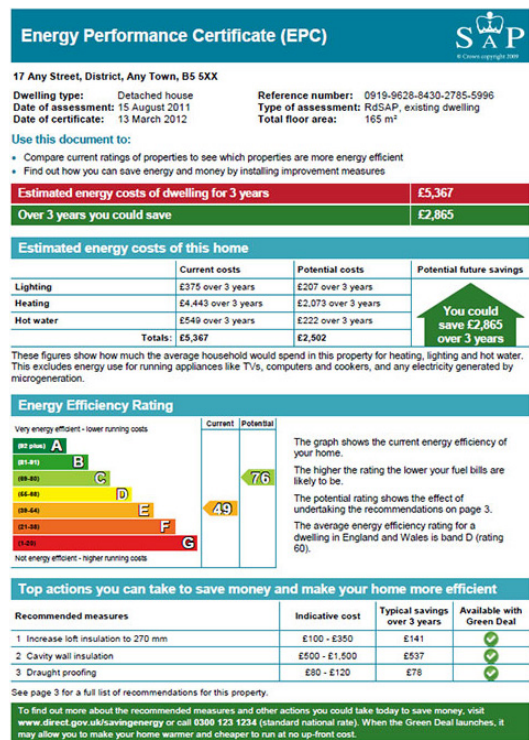 Energy Performance Certificate (EPC)
SAP
© Crown copyright 2009
17 Any Street, District, Any Town, B5 5XX
Dwelling type: Detached house
Reference number: 0919-9628-8430-2785-5996
Date of assessment: 15 August 2011
Type of assessment: RdSAP, existing dwelling
Date of certificate: 13 March 2012
Total floor area: 165 m²
Use this document to:
• Compare current ratings of properties to see which properties are more energy efficient
• Find out how you can save energy and money by installing improvement measures
Estimated energy costs of dwelling for 3 years £5,367
Over 3 years you could save £2,865
Estimated energy costs of this home
Current costs Potential costs Potential future savings
Lighting £375 over 3 years £207 over 3 years
Heating £4,443 over 3 years £2,073 over 3 years
Hot water £549 over 3 years £222 over 3 years
Totals: £5,367 £2,502
You could
save £2,865
over 3 years
These figures show how much the average household would spend in this property for heating, lighting and hot water.
This excludes energy use for running appliances like TVs, computers and cookers, and any electricity generated by
microgeneration.
Energy Efficiency Rating
Current Potential
Very energy efficient - lower running costs
(92 plus) A
(81-91) B
(69-80) C
(55-68) D
(39-54) E
(21-38) F
(1-20) G
76
49
Not energy efficient - higher running costs
The graph shows the current energy efficiency of
your home.
The higher the rating the lower your fuel bills are
likely to be.
The potential rating shows the effect of
undertaking the recommendations on page 3.
The average energy efficiency rating for a
dwelling in England and Wales is band D (rating
60).
Top actions you can take to save money and make your home more efficient
Recommended measures Indicative cost Typical savings over 3 years Available with Green Deal
1 Increase loft insulation to 270 mm £100 - £350 £141
2 Cavity wall insulation £500 - £1,500 £537
3 Draught proofing £80 - £120 £78
See page 3 for a full list of recommendations for this property.
To find out more about the recommended measures and other actions you could take today to save money, visit
www.direct.gov.uk/savingenergy or call 0300 123 1234 (standard national rate). When the Green Deal launches, it
may allow you to make your home warmer and cheaper to run at no up-front cost.